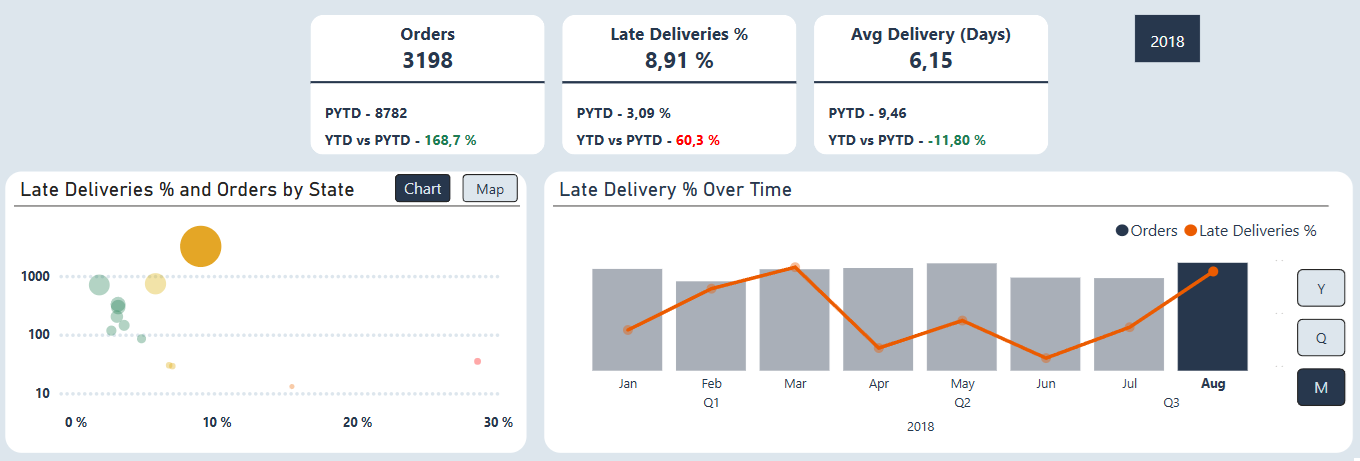 Orders
3198
PYTD - 8782
YTD vs PYTD - 168,7 %
Late Deliveries %
8,91 %
PYTD - 3,09 %
YTD vs PYTD - 60,3 %
Avg Delivery (Days)
6,15
PYTD - 9,46
YTD vs PYTD - -11,80 %
2018
Late Deliveries % and Orders by State
Chart
Map
1000
100
10
0 %
10 %
20 %
30 %
Late Delivery % Over Time
Orders
Late Deliveries %
Jan
Feb
Mar
Apr
May
Jun
Jul
Aug
Q1
Q2
Q3
2018
Y
Q
M